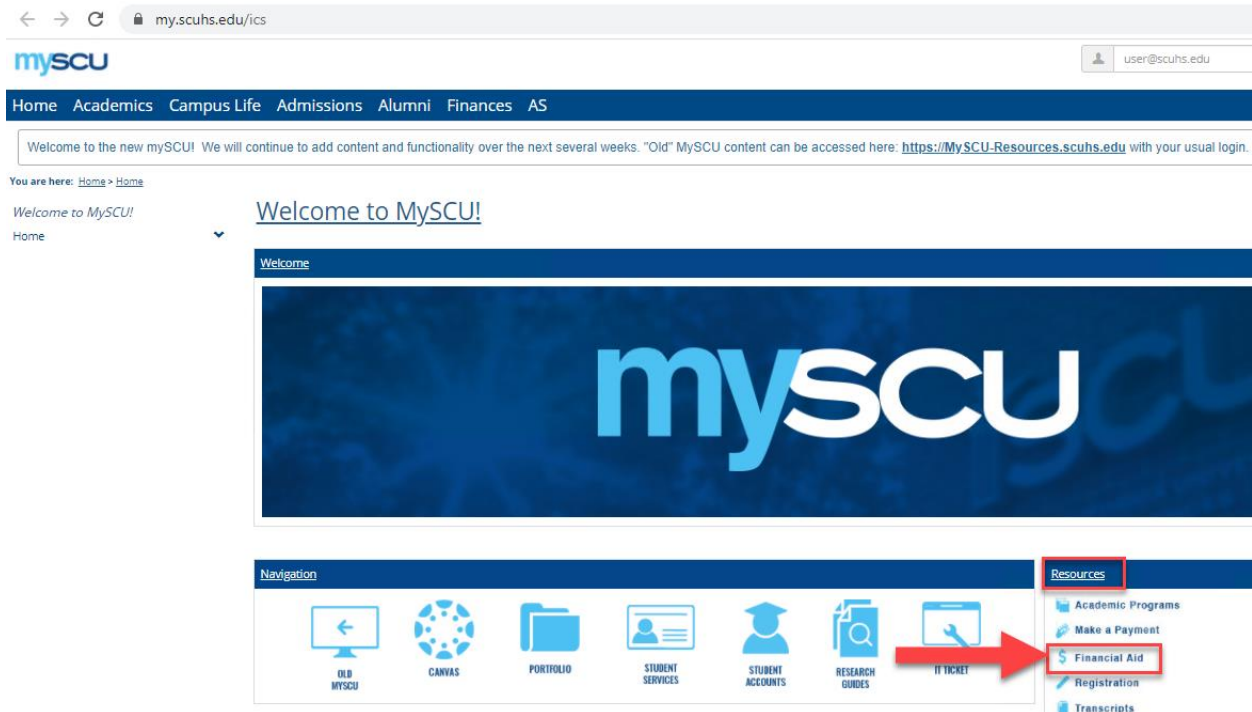 my.scuhs.edu/ics
myscu
user@scuhs.edu
Home Academics Campus Life Admissions Alumni Finances AS
Welcome to the new mySCU! We will continue to add content and functionality over the next several weeks. "Old" MySCU content can be accessed here: https://MySCU-Resources.scuhs.edu with your usual login.
You are here: Home > Home
Welcome to MySCU!
Home
Welcome to MySCU!
Welcome
myscu
Navigation
OLD
MYSCU
CANVAS
PORTFOLIO
STUDENT
SERVICES
STUDENT
ACCOUNTS
RESEARCH
GUIDES
IT TICKET
Resources
Academic Programs
Make a Payment
$ Financial Aid
Registration
Transcripts